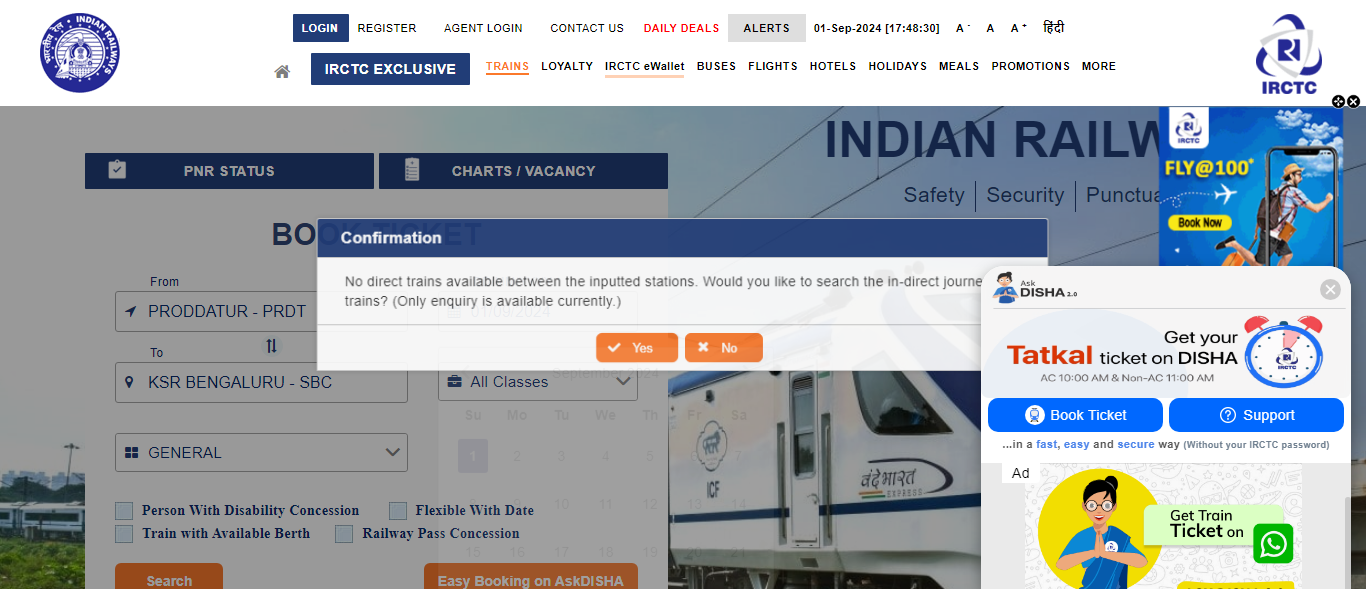 LOGIN REGISTER AGENT LOGIN CONTACT US DAILY DEALS ALERTS 01-Sep-2024 [17:48:30] A- A A+ हिंदी
IRCTC EXCLUSIVE TRAINS LOYALTY IRCTC eWallet BUSES FLIGHTS HOTELS HOLIDAYS MEALS PROMOTIONS MORE
INDIAN RAILWAYS
भारतीय रेल
IRCTC
PNR STATUS CHARTS / VACANCY
INDIAN RAILW
Safety Security Punctua
IRCTC
FLY@100*
Book Now
BOOK TICKET
Confirmation
No direct trains available between the inputted stations. Would you like to search the in-direct journe
trains? (Only enquiry is available currently.)
Yes No
From
PRODDATUR - PRDT
01/09/2024
To
KSR BENGALURU - SBC
All Classes
September 2024
Su Mo Tu We Th Fr Sa
1 2 3 4 5 6 7
8 9 10 11 12 13 14
15 16 17 18 19 20 21
GENERAL
Person With Disability Concession Flexible With Date
Train with Available Berth Railway Pass Concession
Search Easy Booking on AskDISHA
ICF
वंदे भारत
EXPRESS
Ask
DISHA 2.0
Get your
Tatkal ticket on DISHA
AC 10:00 AM & Non-AC 11:00 AM
IRCTC
Book Ticket Support
...in a fast, easy and secure way (Without your IRCTC password)
Ad
Get Train
Ticket on